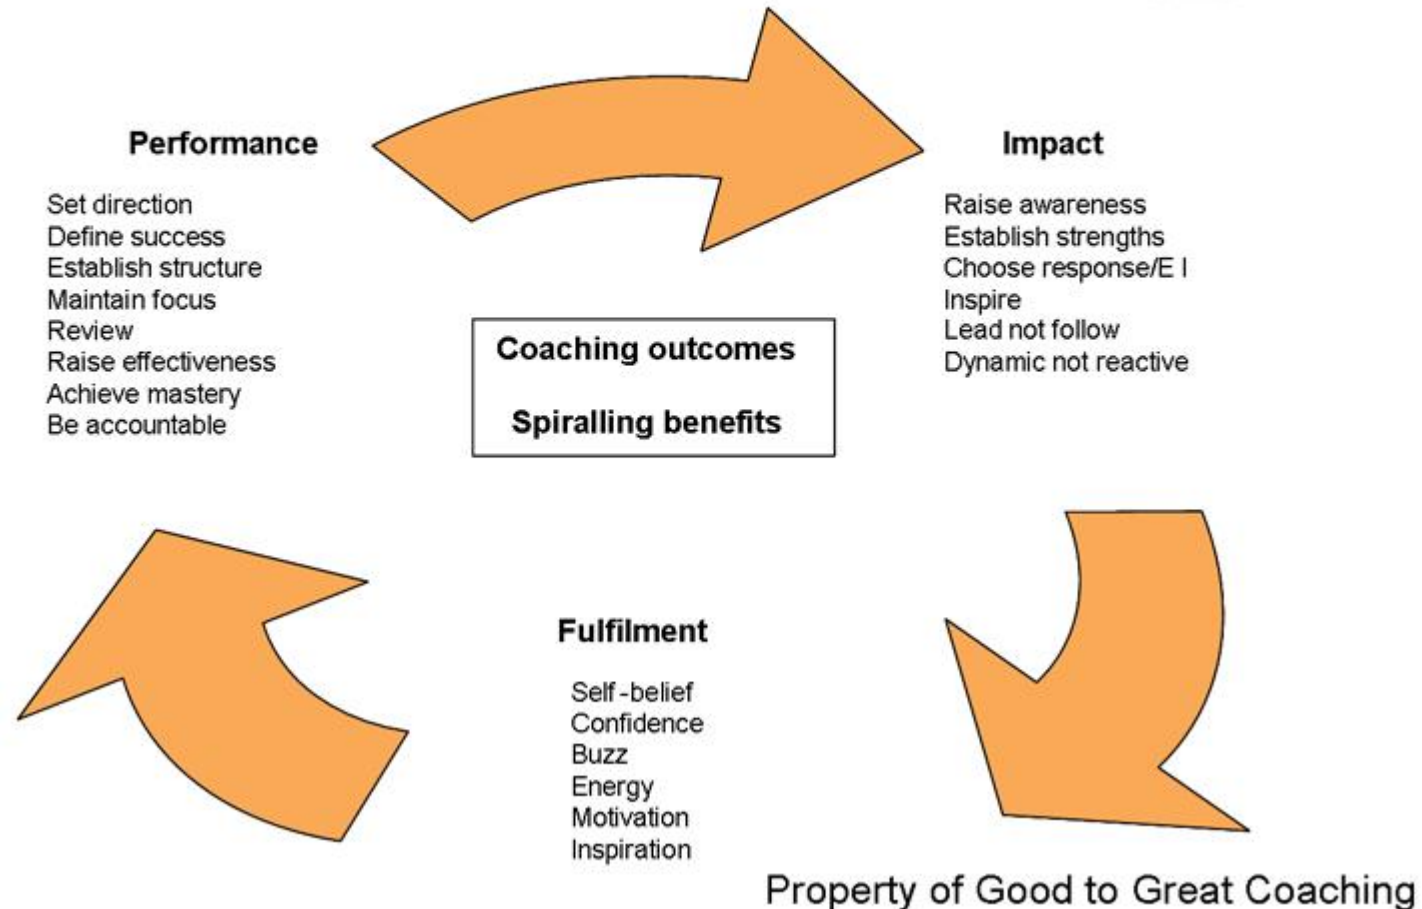 Performance
Set direction
Define success
Establish structure
Maintain focus
Review
Raise effectiveness
Achieve mastery
Be accountable
Impact
Raise awareness
Establish strengths
Choose response/E I
Inspire
Lead not follow
Dynamic not reactive
Coaching outcomes
Spiralling benefits
Fulfilment
Self-belief
Confidence
Buzz
Energy
Motivation
Inspiration
Property of Good to Great Coaching